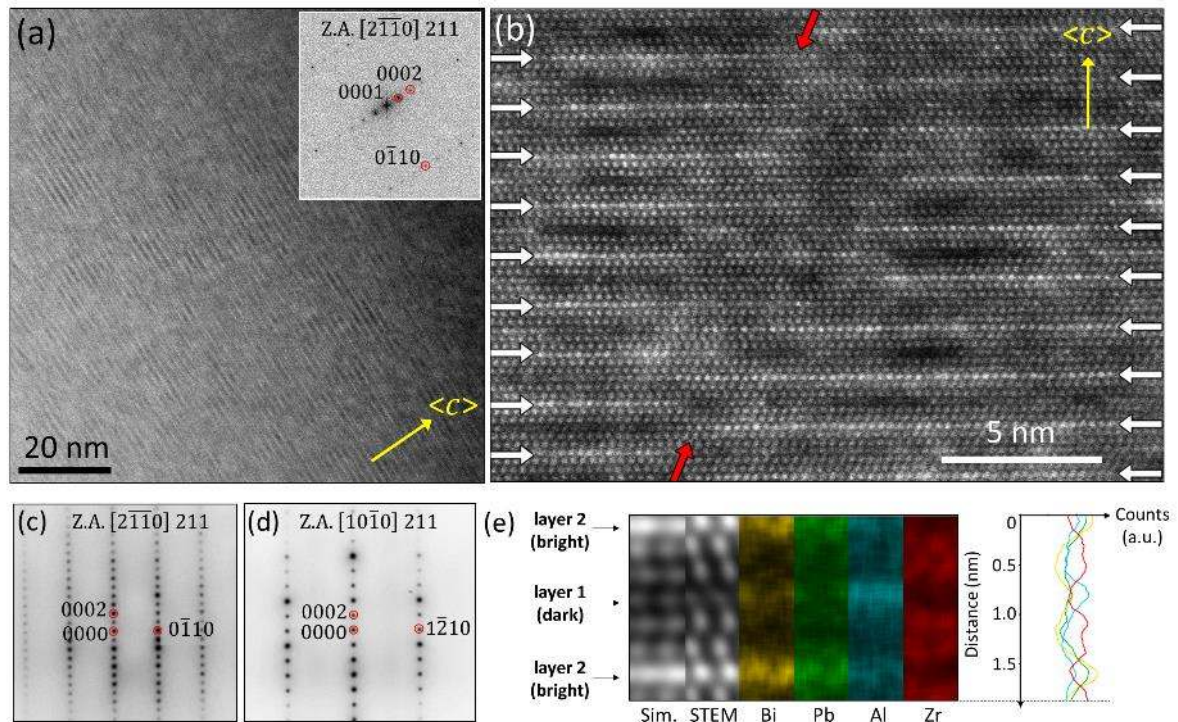 (a)
Z.A. [2̅1̅1̅0] 211
0002
0001
01̅10
<c>
20 nm
(b)
<c>
5 nm
(c)
Z.A. [21̅1̅0] 211
0002
0000
01̅10
(d)
Z.A. [101̅0] 211
0002
0000
12̅10
(e)
layer 2
(bright)
layer 1
(dark)
layer 2
(bright)
Sim. STEM Bi Pb Al Zr
0
0.5
1.0
1.5
Distance (nm)
Counts
(a.u.)